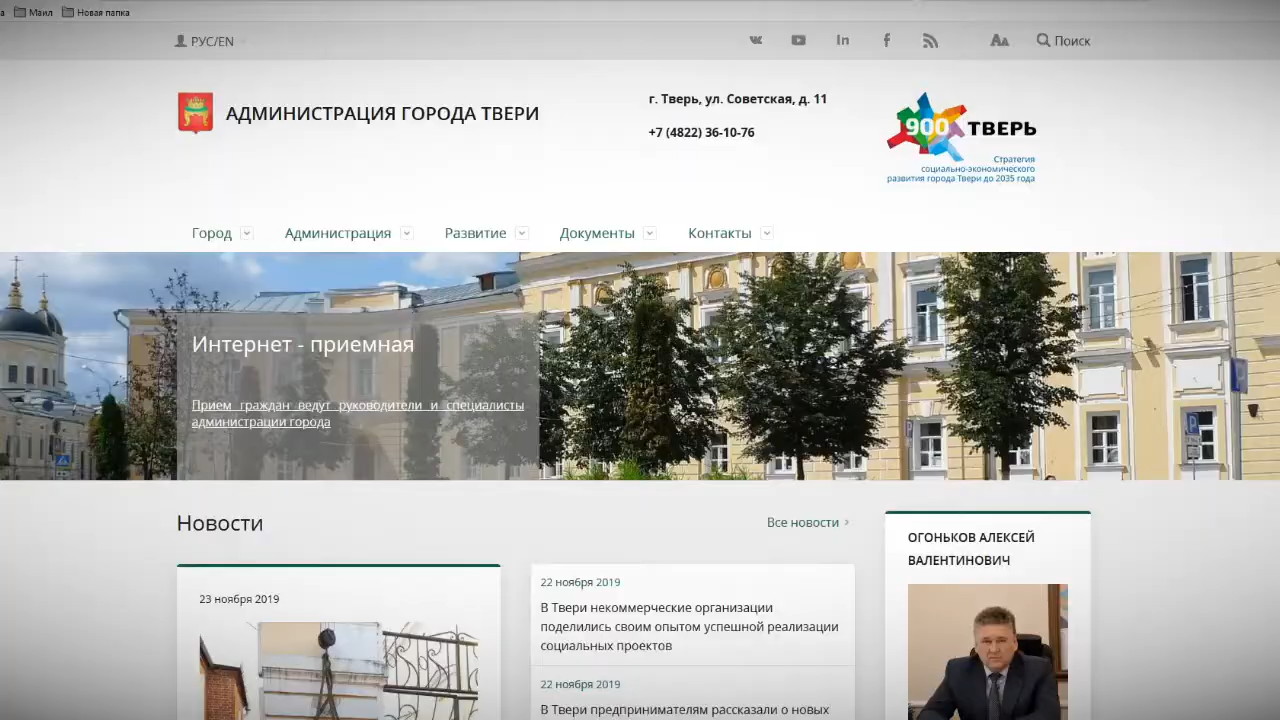 а Маил Новая папка
РУС/EN
Поиск
АДМИНИСТРАЦИЯ ГОРОДА ТВЕРИ
г. Тверь, ул. Советская, д. 11
+7 (4822) 36-10-76
900 ТВЕРЬ
Стратегия
социально-экономического
развития города Твери до 2035 года
Город
Администрация
Развитие
Документы
Контакты
Интернет - приемная
Прием граждан ведут руководители и специалисты
администрации города
Новости
Все новости
23 ноября 2019
22 ноября 2019
В Твери некоммерческие организации
поделились своим опытом успешной реализации
социальных проектов
22 ноября 2019
В Твери предпринимателям рассказали о новых
ОГОНЬКОВ АЛЕКСЕЙ
ВАЛЕНТИНОВИЧ